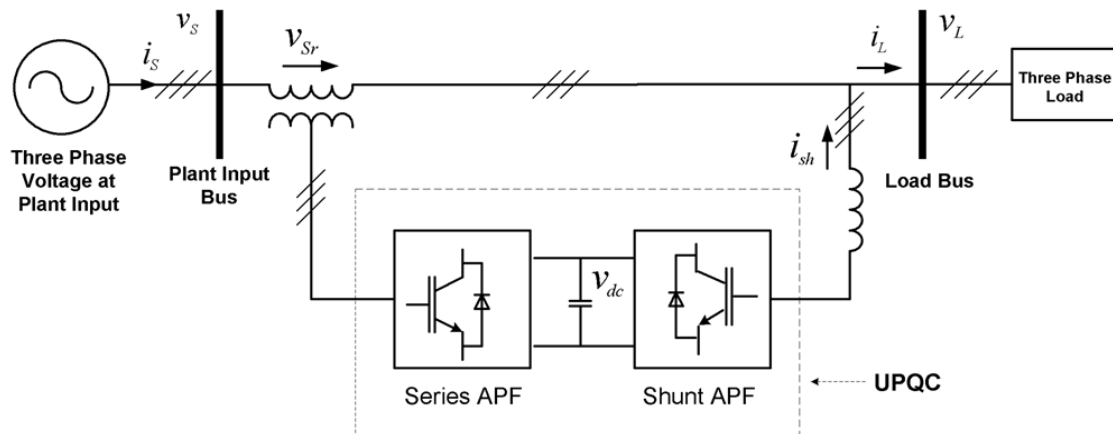 v_S
v_Sr
i_S
i_L
v_L
Three Phase
Load
Three Phase
Voltage at
Plant Input
Plant Input
Bus
i_sh
Load Bus
v_dc
Series APF
Shunt APF
UPQC